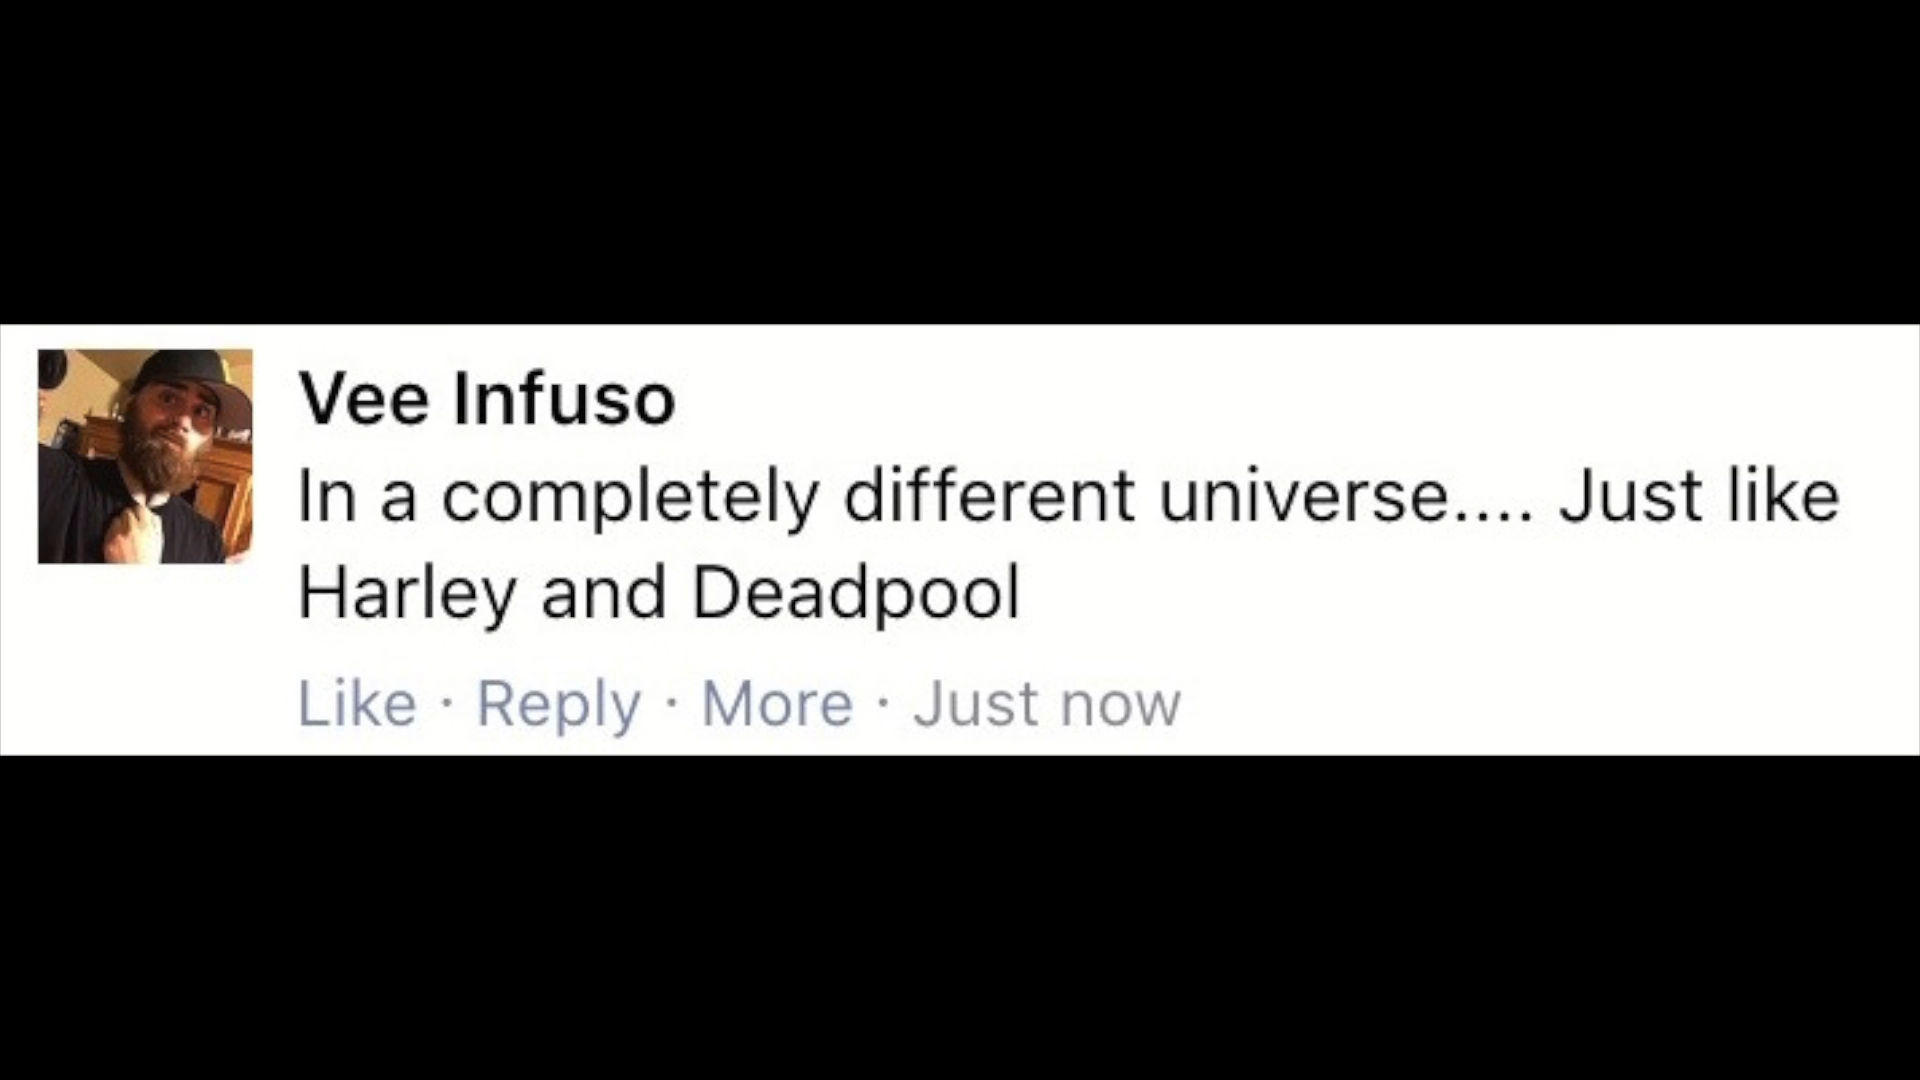 Vee Infuso
In a completely different universe.... Just like
Harley and Deadpool
Like · Reply · More · Just now